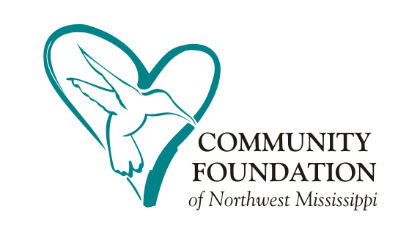 COMMUNITY
FOUNDATION
of Northwest Mississippi